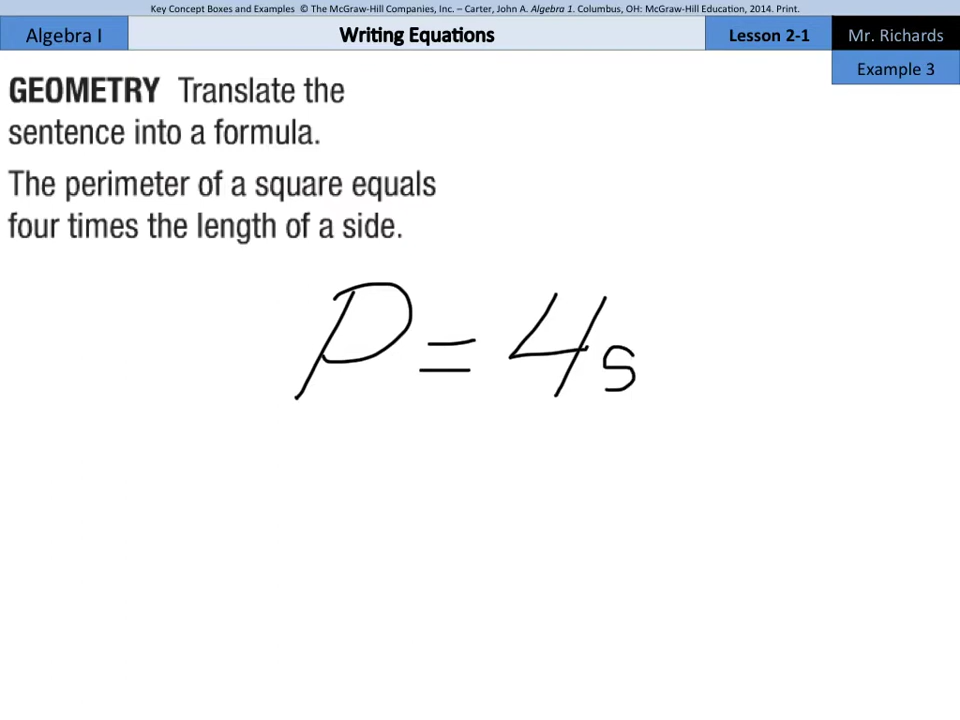 Key Concept Boxes and Examples © The McGraw-Hill Companies, Inc. – Carter, John A. Algebra 1. Columbus, OH: McGraw-Hill Education, 2014. Print.
Algebra I
Writing Equations
Lesson 2-1
Mr. Richards
Example 3
GEOMETRY Translate the
sentence into a formula.
The perimeter of a square equals
four times the length of a side.
P = 4s